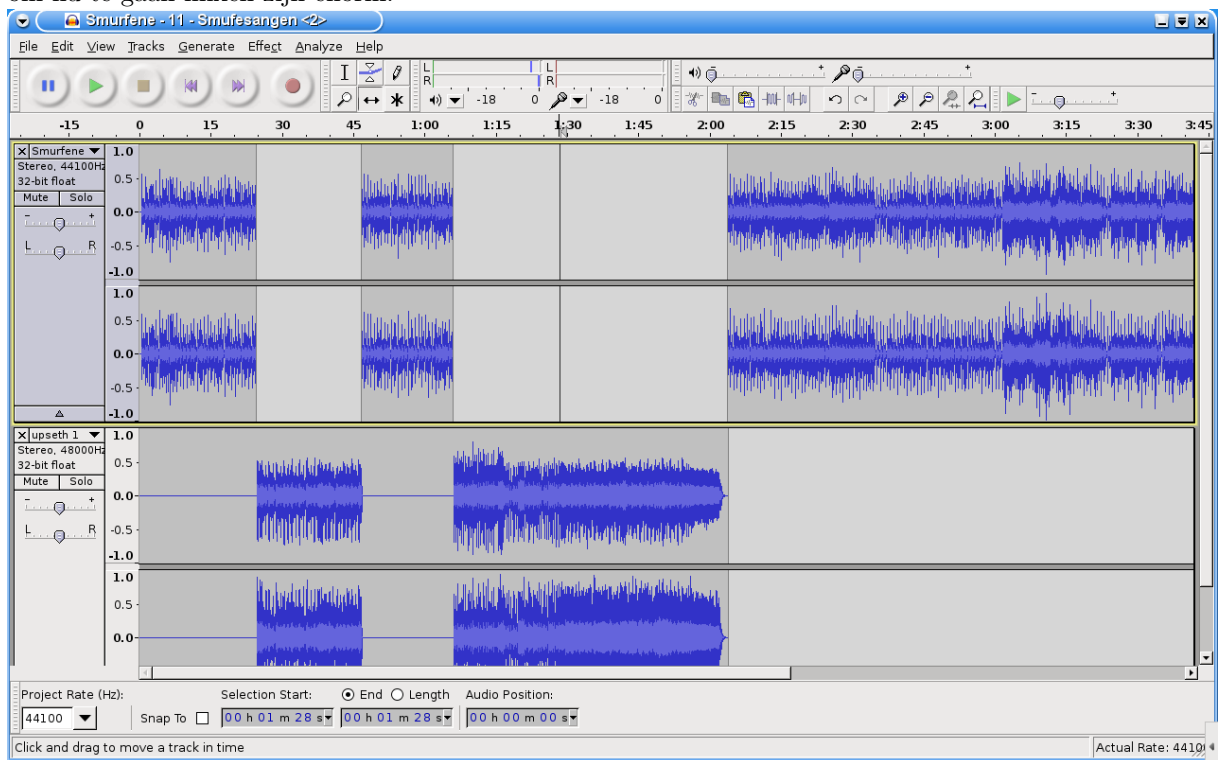 Smurfene - 11 - Smufesangen <2>
File Edit View Tracks Generate Effect Analyze Help
L
R
L
R
-18 0 -18 0
-15 0 15 30 45 1:00 1:15 1:30 1:45 2:00 2:15 2:30 2:45 3:00 3:15 3:30 3:45
Smurfene
Stereo, 44100Hz
32-bit float
Mute Solo
- +
L R
1.0
0.5
0.0
-0.5
-1.0
1.0
0.5
0.0
-0.5
-1.0
upseth 1
Stereo, 48000Hz
32-bit float
Mute Solo
- +
L R
1.0
0.5
0.0
-0.5
-1.0
1.0
0.5
0.0
Project Rate (Hz): Selection Start: End Length Audio Position:
44100 Snap To 00 h 01 m 28 s 00 h 01 m 28 s 00 h 00 m 00 s
Click and drag to move a track in time
Actual Rate: 4410